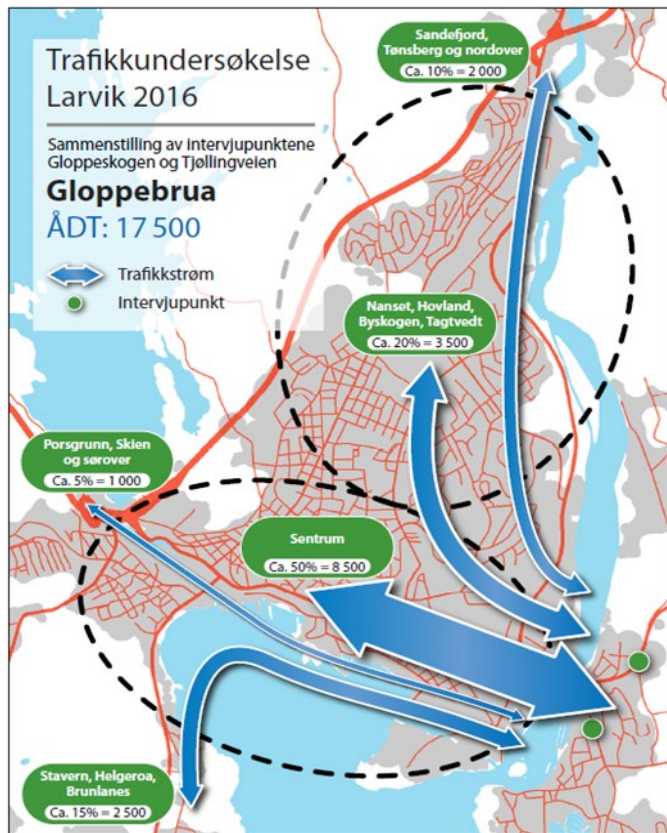 Trafikkundersøkelse
Larvik 2016
Sammenstilling av intervjupunktene
Gloppeskogen og Tjøllingveien
Gloppebrua
ÅDT: 17 500
Trafikkstrøm
Intervjupunkt
Sandefjord,
Tønsberg og nordover
Ca. 10% = 2 000
Nanset, Hovland,
Byskogen, Tagtvedt
Ca. 20% = 3 500
Porsgrunn, Skien
og sørover
Ca. 5% = 1 000
Sentrum
Ca. 50% = 8 500
Stavern, Helgeroa,
Brunlanes
Ca. 15% = 2 500